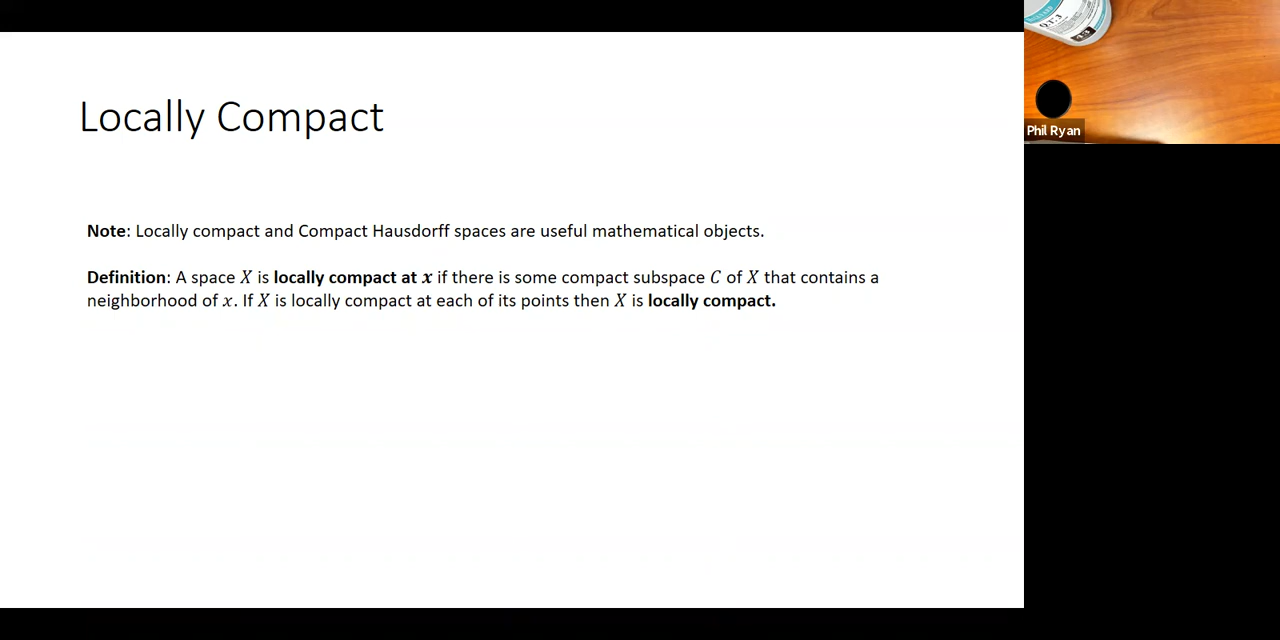 Locally Compact
Note: Locally compact and Compact Hausdorff spaces are useful mathematical objects.
Definition: A space X is locally compact at x if there is some compact subspace C of X that contains a
neighborhood of x. If X is locally compact at each of its points then X is locally compact.
Phil Ryan